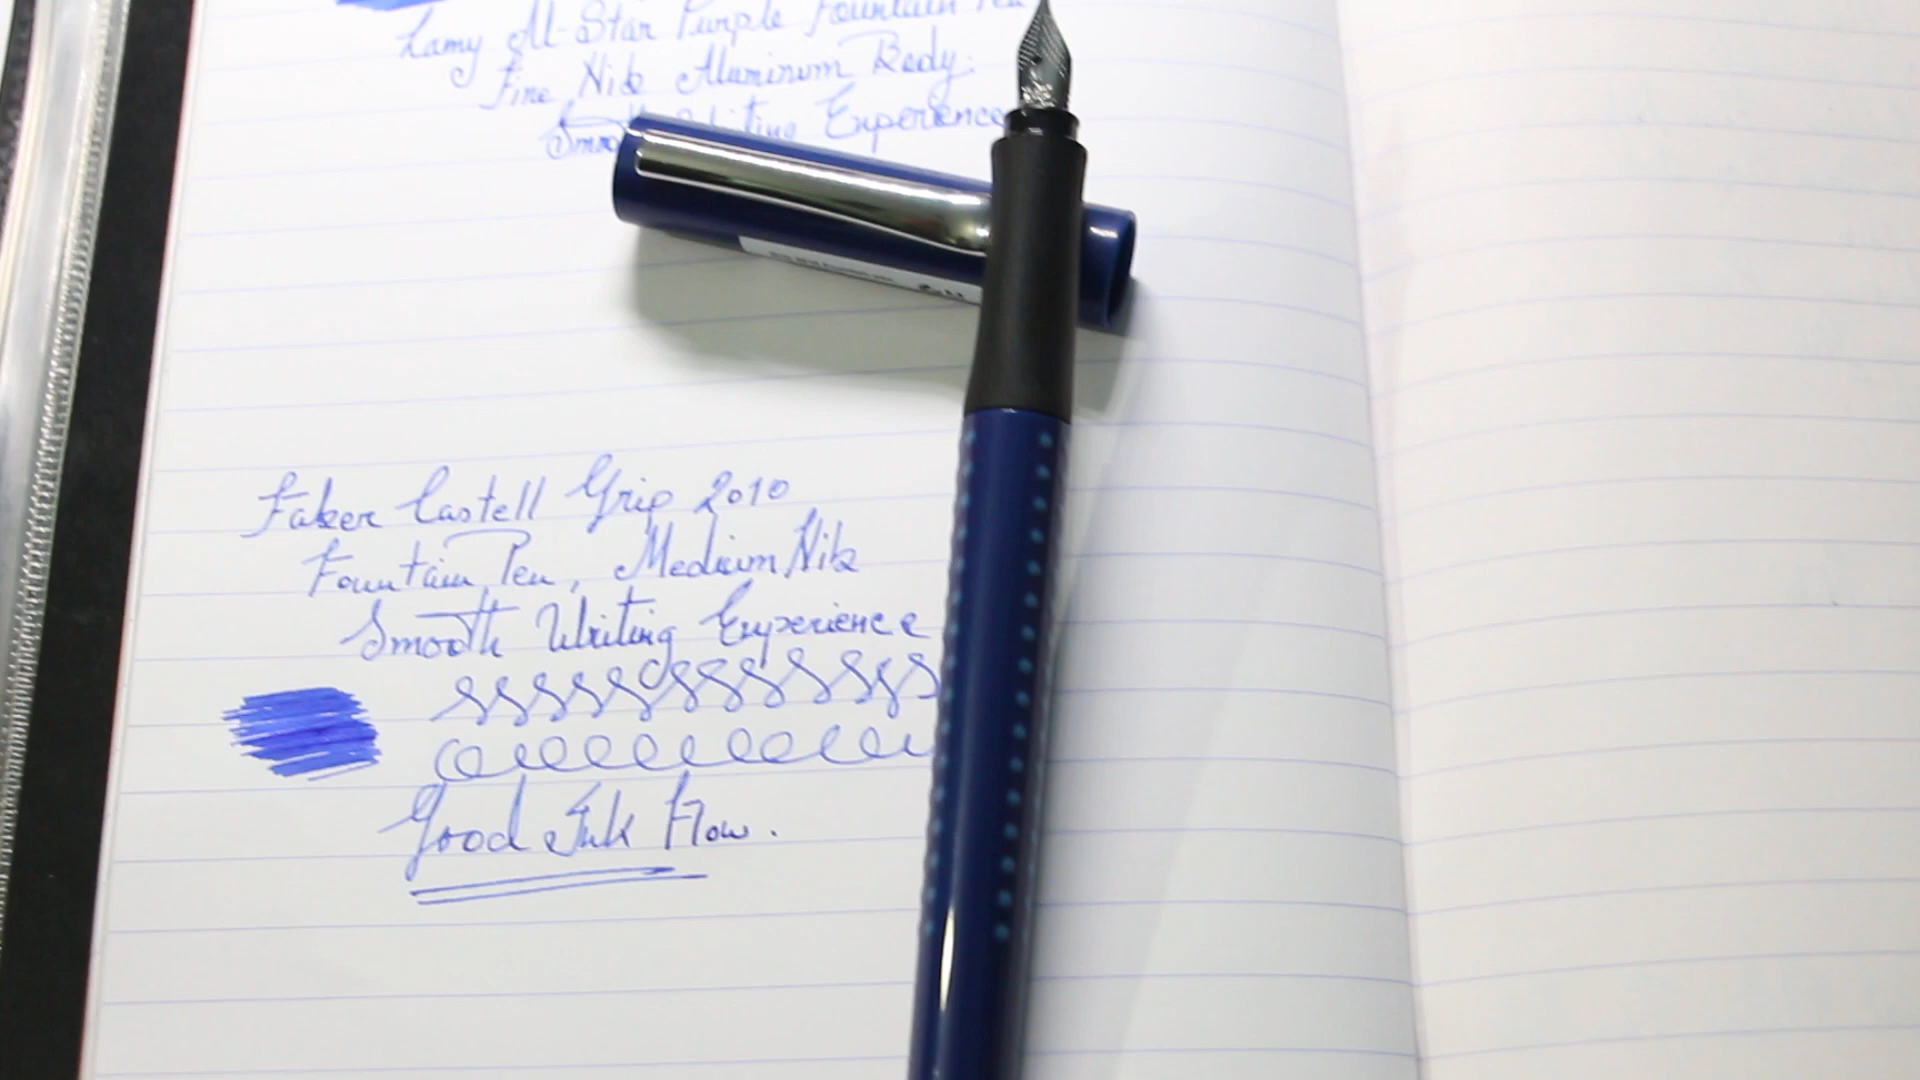 Lamy Al-Star Purple Fountain Pen
Fine Nib Aluminum Body.
Smooth Writing Experience
Faber Castell Grip 2010
Fountain Pen, Medium Nib
Smooth Writing Experience
Good Ink Flow.